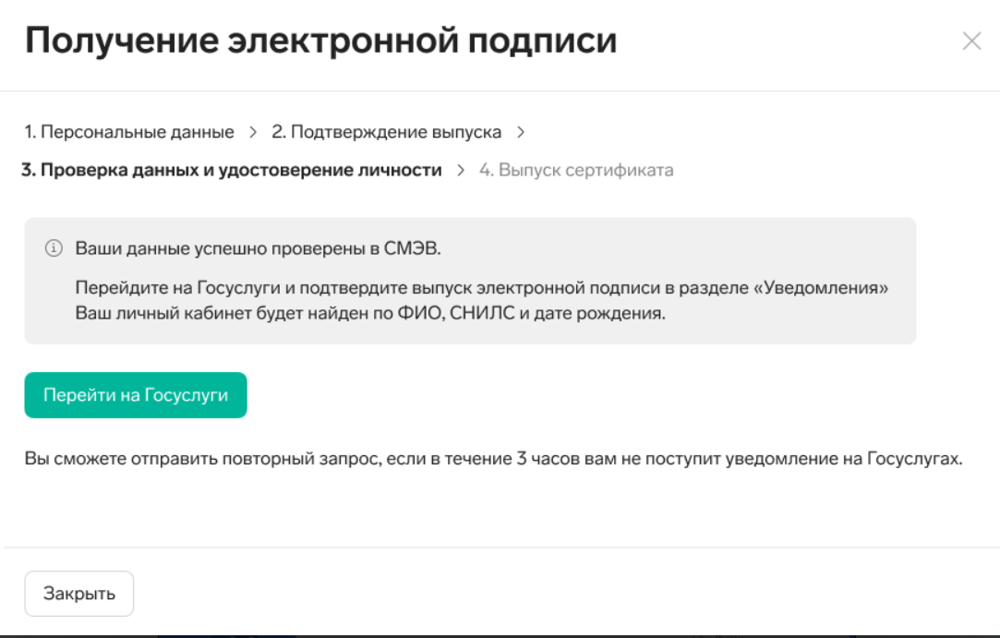 Получение электронной подписи
1. Персональные данные > 2. Подтверждение выпуска >
3. Проверка данных и удостоверение личности > 4. Выпуск сертификата
Ваши данные успешно проверены в СМЭВ.
Перейдите на Госуслуги и подтвердите выпуск электронной подписи в разделе «Уведомления»
Ваш личный кабинет будет найден по ФИО, СНИЛС и дате рождения.
Перейти на Госуслуги
Вы сможете отправить повторный запрос, если в течение 3 часов вам не поступит уведомление на Госуслугах.
Закрыть